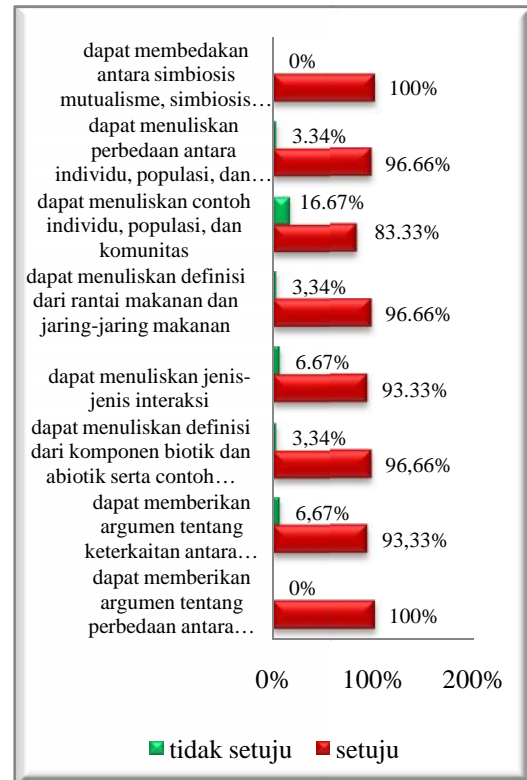 dapat membedakan
antara simbiosis
mutualisme, simbiosis…
0%
100%
dapat menuliskan
perbedaan antara
individu, populasi, dan…
3.34%
96.66%
dapat menuliskan contoh
individu, populasi, dan
komunitas
16.67%
83.33%
dapat menuliskan definisi
dari rantai makanan dan
jaring-jaring makanan
3,34%
96.66%
dapat menuliskan jenis-
jenis interaksi
6.67%
93.33%
dapat menuliskan definisi
dari komponen biotik dan
abiotik serta contoh…
3,34%
96,66%
dapat memberikan
argumen tentang
keterkaitan antara…
6,67%
93,33%
dapat memberikan
argumen tentang
perbedaan antara…
0%
100%
0% 100% 200%
tidak setuju setuju